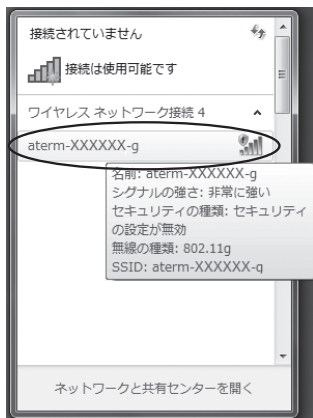 接続されていません
接続は使用可能です
ワイヤレス ネットワーク接続 4
aterm-XXXXXX-g
名前: aterm-XXXXXX-g
シグナルの強さ: 非常に強い
セキュリティの種類: セキュリティ
の設定が無効
無線の種類: 802.11g
SSID: aterm-XXXXXX-g
ネットワークと共有センターを開く